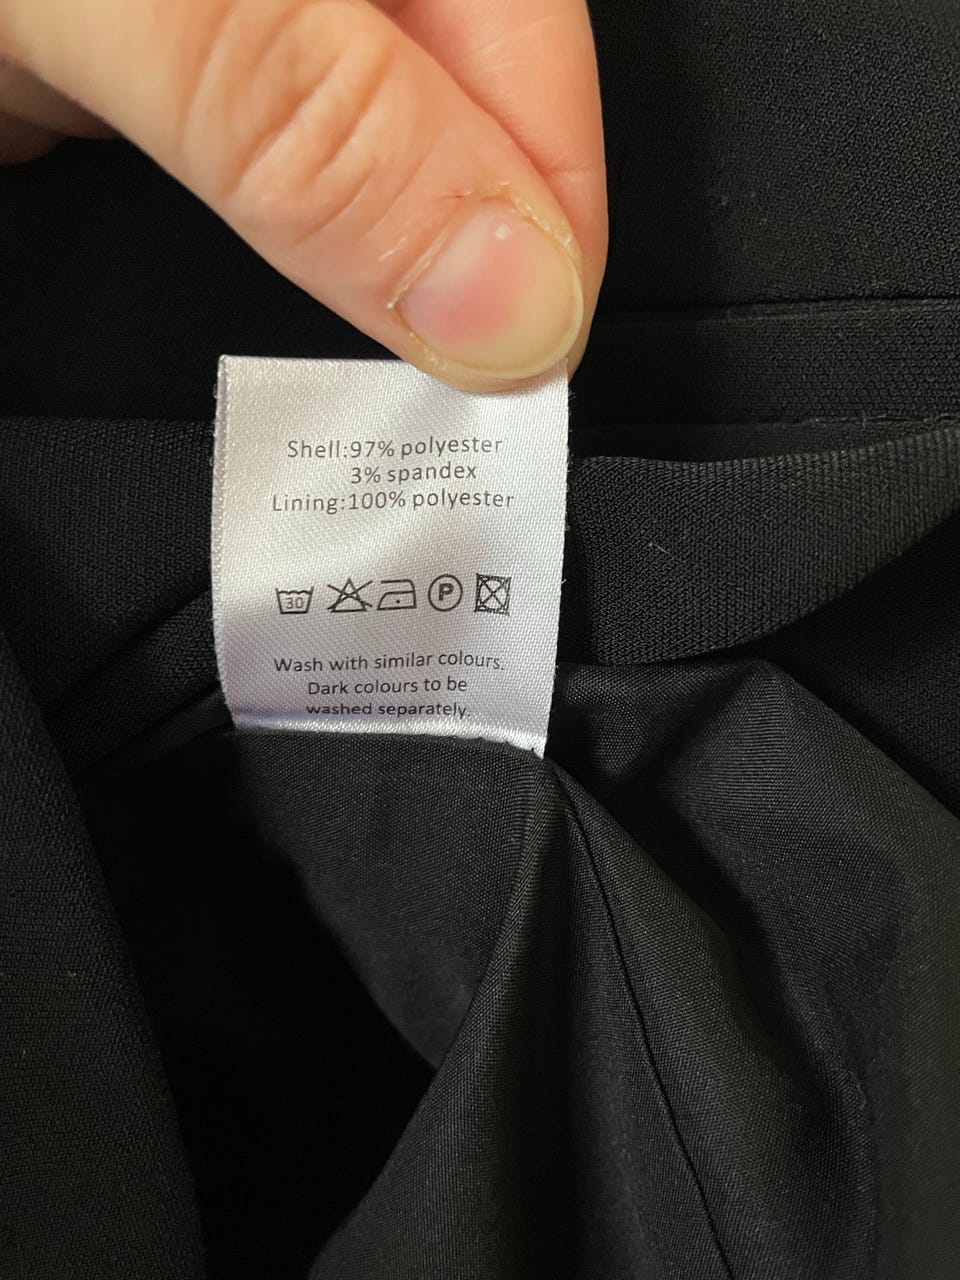 Shell:97% polyester
3% spandex
Lining:100% polyester
30 P
Wash with similar colours.
Dark colours to be
washed separately.